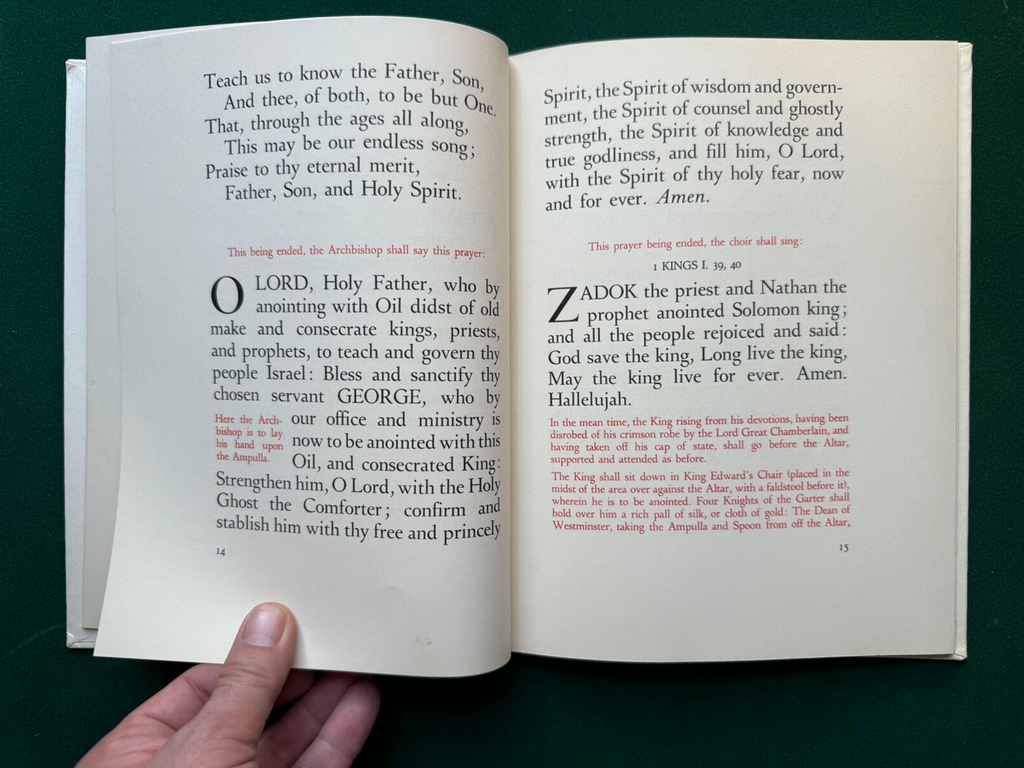 Teach us to know the Father, Son,
And thee, of both, to be but One.
That, through the ages all along,
This may be our endless song;
Praise to thy eternal merit,
Father, Son, and Holy Spirit.
This being ended, the Archbishop shall say this prayer:
O LORD, Holy Father, who by
anointing with Oil didst of old
make and consecrate kings, priests,
and prophets, to teach and govern thy
people Israel: Bless and sanctify thy
chosen servant GEORGE, who by
our office and ministry is
now to be anointed with this
Oil, and consecrated King:
Here the Arch-
bishop is to lay
his hand upon
the Ampulla.
Strengthen him, O Lord, with the Holy
Ghost the Comforter; confirm and
stablish him with thy free and princely
14
Spirit, the Spirit of wisdom and govern-
ment, the Spirit of counsel and ghostly
strength, the Spirit of knowledge and
true godliness, and fill him, O Lord,
with the Spirit of thy holy fear, now
and for ever. Amen.
This prayer being ended, the choir shall sing:
1 KINGS I. 39, 40
ZADOK the priest and Nathan the
prophet anointed Solomon king;
and all the people rejoiced and said:
God save the king, Long live the king,
May the king live for ever. Amen.
Hallelujah.
In the mean time, the King rising from his devotions, having been
disrobed of his crimson robe by the Lord Great Chamberlain, and
having taken off his cap of state, shall go before the Altar,
supported and attended as before.
The King shall sit down in King Edward's Chair (placed in the
midst of the area over against the Altar, with a faldstool before it),
wherein he is to be anointed. Four Knights of the Garter shall
hold over him a rich pall of silk, or cloth of gold: The Dean of
Westminster, taking the Ampulla and Spoon from off the Altar,
15